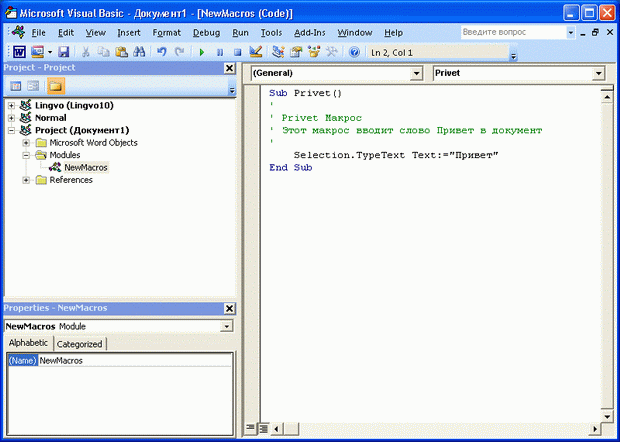 Microsoft Visual Basic - Документ1 - [NewMacros (Code)]
File Edit View Insert Format Debug Run Tools Add-Ins Window Help Введите вопрос
Ln 2, Col 1
Project - Project
Lingvo (Lingvo10)
Normal
Project (Документ1)
Microsoft Word Objects
Modules
NewMacros
References
Properties - NewMacros
NewMacros Module
Alphabetic Categorized
(Name) NewMacros
(General) Privet
Sub Privet()
'
' Privet Макрос
' Этот макрос вводит слово Привет в документ
'
Selection.TypeText Text:="Привет"
End Sub